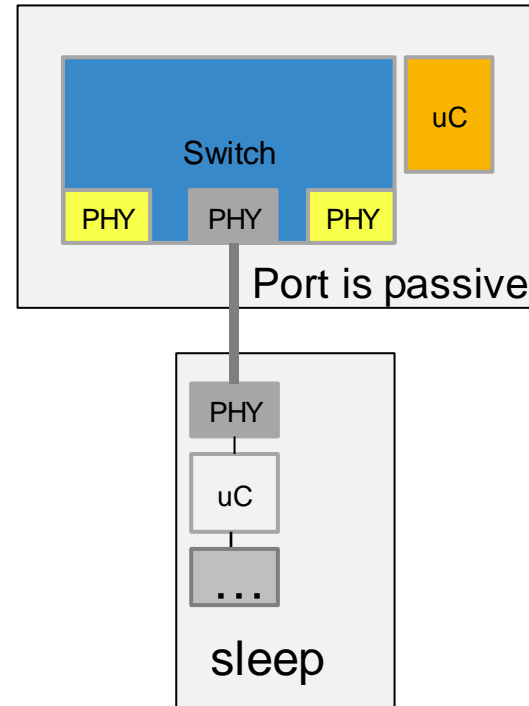 uC
Switch
PHY PHY PHY
Port is passive
PHY
uC
...
sleep